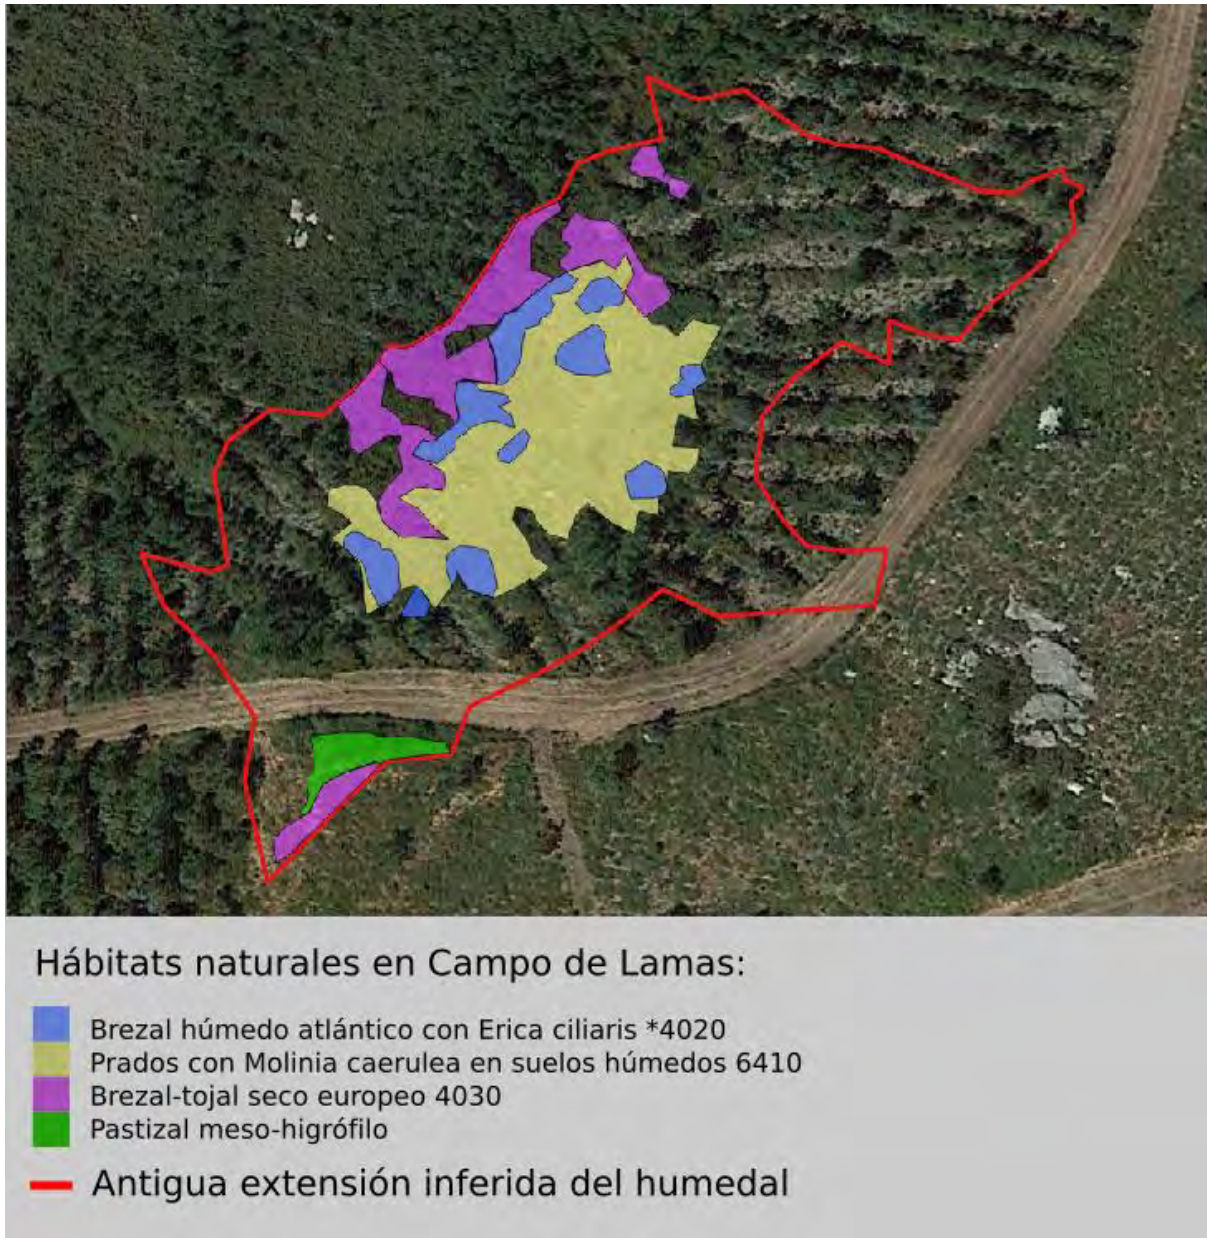 Hábitats naturales en Campo de Lamas:
Brezal húmedo atlántico con Erica ciliaris *4020
Prados con Molinia caerulea en suelos húmedos 6410
Brezal-tojal seco europeo 4030
Pastizal meso-higrófilo
Antigua extensión inferida del humedal